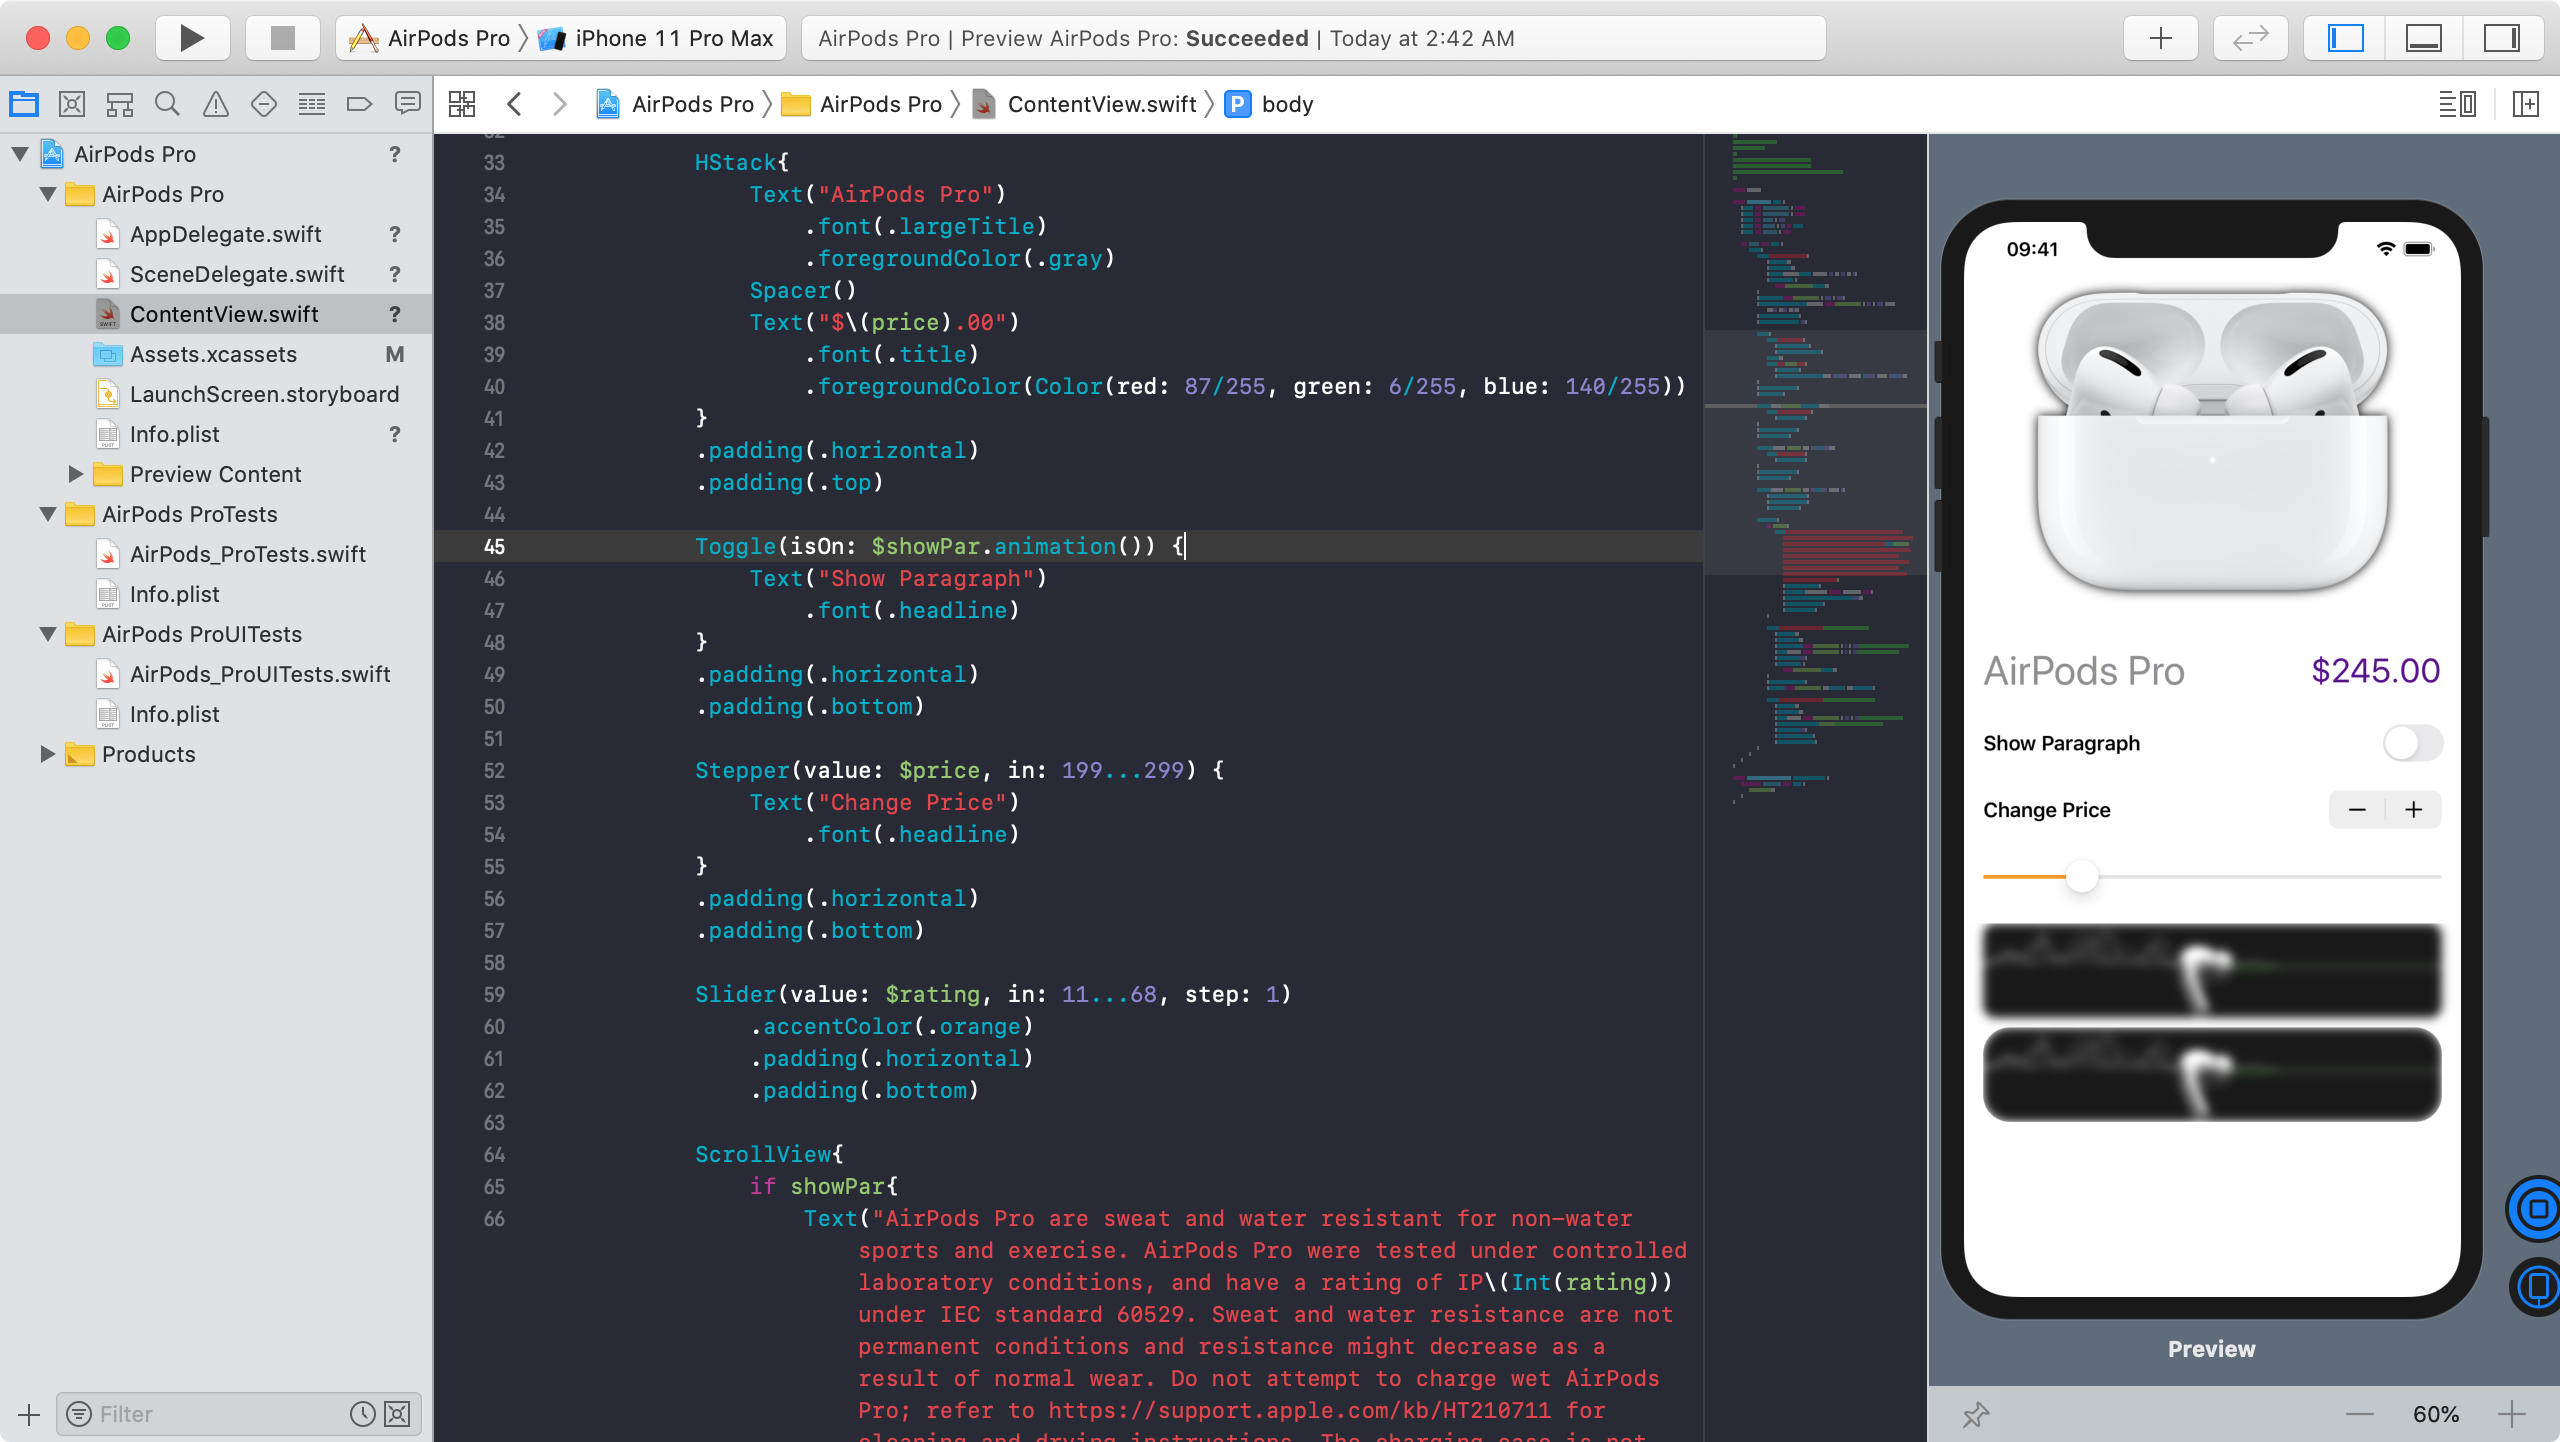 AirPods Pro
iPhone 11 Pro Max
AirPods Pro | Preview AirPods Pro: Succeeded | Today at 2:42 AM
AirPods Pro
AirPods Pro
ContentView.swift
P
body
AirPods Pro ?
AirPods Pro
AppDelegate.swift ?
SceneDelegate.swift ?
ContentView.swift ?
Assets.xcassets M
LaunchScreen.storyboard
Info.plist ?
Preview Content
AirPods ProTests
AirPods_ProTests.swift
Info.plist
AirPods ProUITests
AirPods_ProUITests.swift
Info.plist
Products
Filter
33 HStack{
34 Text("AirPods Pro")
35 .font(.largeTitle)
36 .foregroundColor(.gray)
37 Spacer()
38 Text("$\(price).00")
39 .font(.title)
40 .foregroundColor(Color(red: 87/255, green: 6/255, blue: 140/255))
41 }
42 .padding(.horizontal)
43 .padding(.top)
44
45 Toggle(isOn: $showPar.animation()) {
46 Text("Show Paragraph")
47 .font(.headline)
48 }
49 .padding(.horizontal)
50 .padding(.bottom)
51
52 Stepper(value: $price, in: 199...299) {
53 Text("Change Price")
54 .font(.headline)
55 }
56 .padding(.horizontal)
57 .padding(.bottom)
58
59 Slider(value: $rating, in: 11...68, step: 1)
60 .accentColor(.orange)
61 .padding(.horizontal)
62 .padding(.bottom)
63
64 ScrollView{
65 if showPar{
66 Text("AirPods Pro are sweat and water resistant for non-water
sports and exercise. AirPods Pro were tested under controlled
laboratory conditions, and have a rating of IP\(Int(rating))
under IEC standard 60529. Sweat and water resistance are not
permanent conditions and resistance might decrease as a
result of normal wear. Do not attempt to charge wet AirPods
Pro; refer to https://support.apple.com/kb/HT210711 for
cleaning and drying instructions. The charging case is not
09:41
AirPods Pro $245.00
Show Paragraph
Change Price − +
Preview
60%